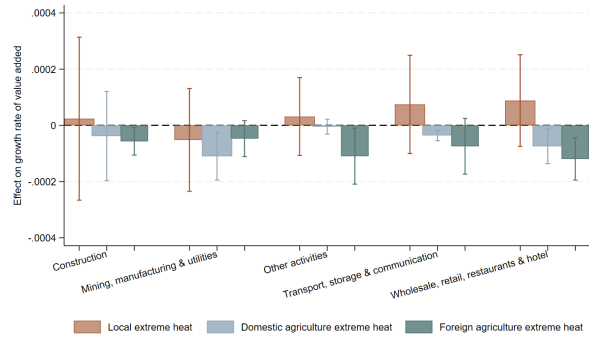 Effect on growth rate of value added
.0004
.0002
0
-.0002
-.0004
Construction
Mining, manufacturing & utilities
Other activities
Transport, storage & communication
Wholesale, retail, restaurants & hotel
Local extreme heat
Domestic agriculture extreme heat
Foreign agriculture extreme heat